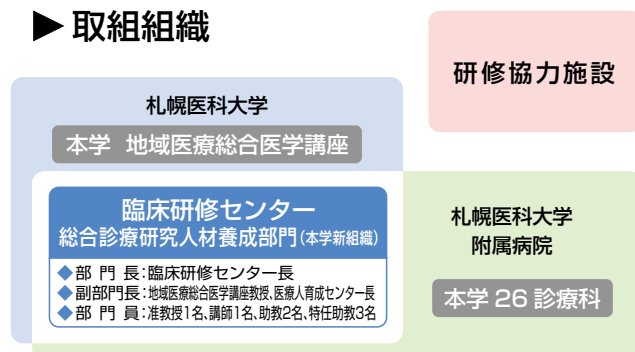 ▶取組組織
研修協力施設
札幌医科大学
本学 地域医療総合医学講座
臨床研修センター
総合診療研究人材養成部門(本学新組織)
◆部門長:臨床研修センター長
◆副部門長:地域医療総合医学講座教授、医療人育成センター長
◆部門員:准教授1名、講師1名、助教2名、特任助教3名
札幌医科大学
附属病院
本学26診療科